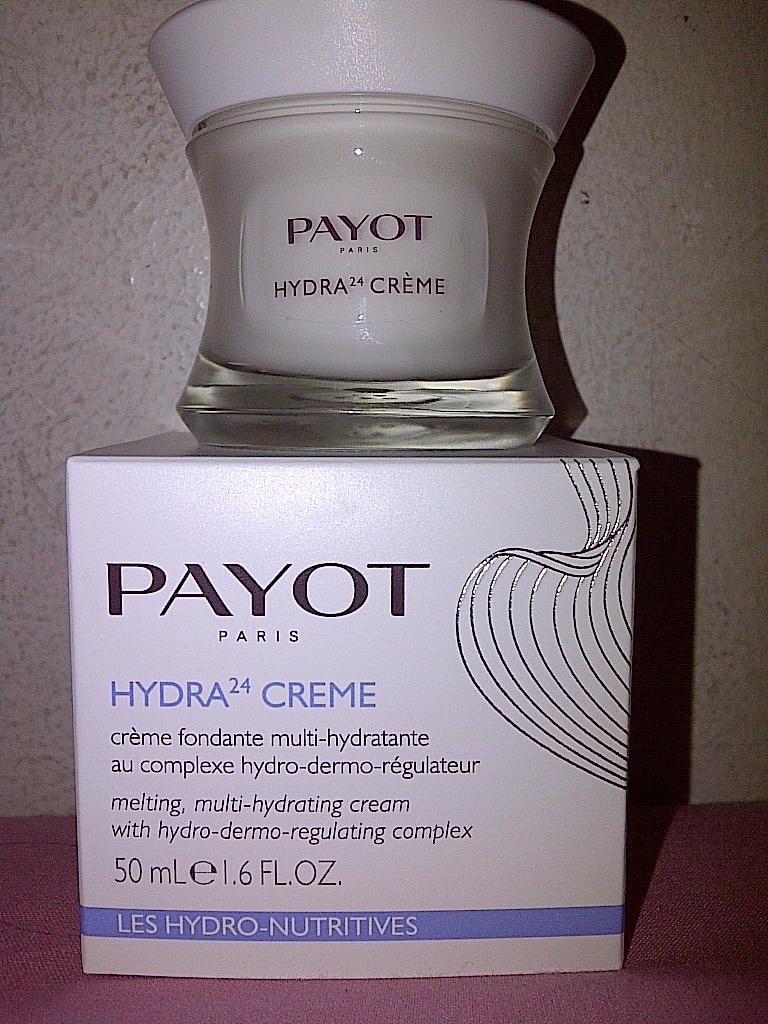 PAYOT
PARIS
HYDRA²⁴ CRÈME
PAYOT
PARIS
HYDRA²⁴ CREME
crème fondante multi-hydratante
au complexe hydro-dermo-régulateur
melting, multi-hydrating cream
with hydro-dermo-regulating complex
50 mL℮1.6 FL.OZ.
LES HYDRO-NUTRITIVES